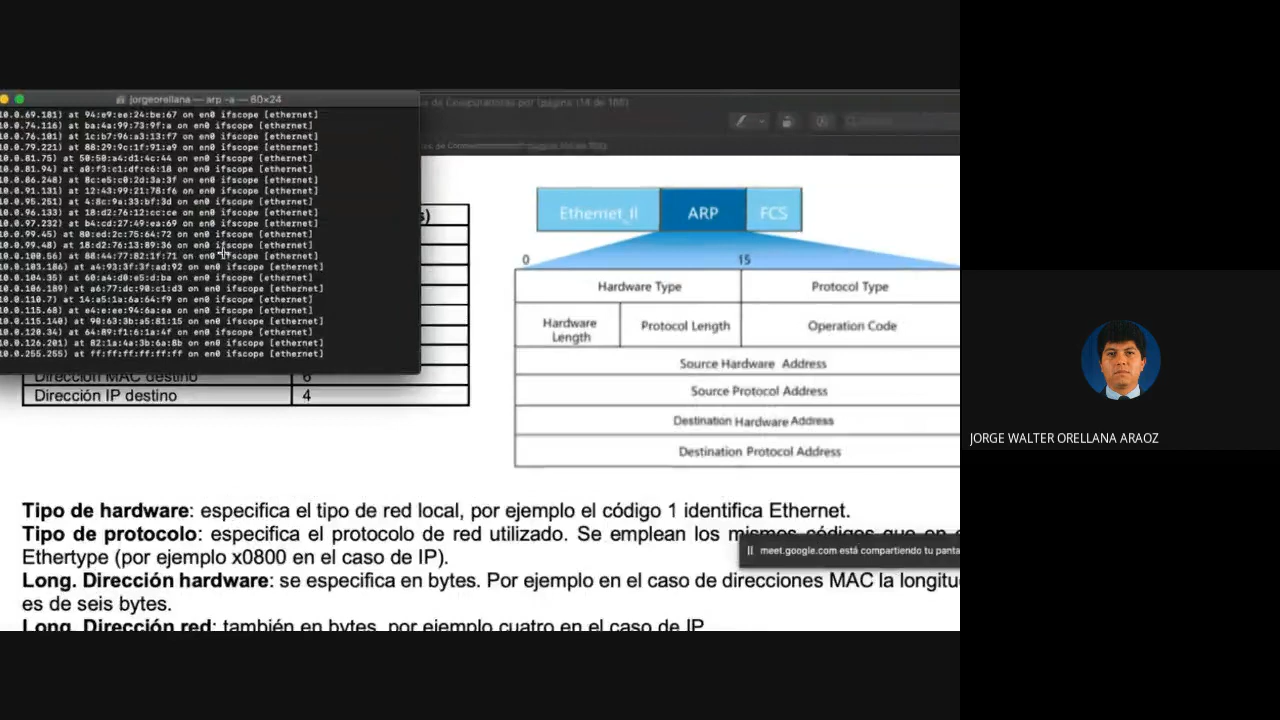 jorgeorellana — arp -a — 60×24
10.0.69.181) at 94:e9:ee:24:be:67 on en0 ifscope [ethernet]
10.0.74.116) at ba:4a:99:73:9f:a on en0 ifscope [ethernet]
10.0.76.101) at 1c:b7:96:a3:13:f7 on en0 ifscope [ethernet]
10.0.79.221) at 88:29:9c:1f:91:a9 on en0 ifscope [ethernet]
10.0.81.75) at 50:50:a4:d1:4c:44 on en0 ifscope [ethernet]
10.0.81.94) at a0:f3:c1:df:c6:18 on en0 ifscope [ethernet]
10.0.86.248) at 8c:e5:c0:2d:3a:3f on en0 ifscope [ethernet]
10.0.91.131) at 12:43:99:21:78:f6 on en0 ifscope [ethernet]
10.0.95.251) at 4:8c:9a:33:bf:3d on en0 ifscope [ethernet]
10.0.96.133) at 18:d2:76:12:cc:ce on en0 ifscope [ethernet]
10.0.97.232) at b4:cd:27:49:ea:69 on en0 ifscope [ethernet]
10.0.99.45) at 80:ed:2c:75:64:72 on en0 ifscope [ethernet]
10.0.99.48) at 18:d2:76:13:89:36 on en0 ifscope [ethernet]
10.0.100.56) at 88:44:77:82:1f:71 on en0 ifscope [ethernet]
10.0.103.186) at a4:93:3f:3f:ad:92 on en0 ifscope [ethernet]
10.0.104.35) at 60:a4:d0:e5:d:ba on en0 ifscope [ethernet]
10.0.106.189) at a6:77:dc:90:c1:d3 on en0 ifscope [ethernet]
10.0.110.7) at 14:a5:1a:6a:64:f9 on en0 ifscope [ethernet]
10.0.115.68) at e4:e:ee:94:6a:ea on en0 ifscope [ethernet]
10.0.115.140) at 90:63:3b:a5:81:15 on en0 ifscope [ethernet]
10.0.120.34) at 64:89:f1:6:1a:4f on en0 ifscope [ethernet]
10.0.126.201) at 82:1a:4a:3b:6a:8b on en0 ifscope [ethernet]
10.0.255.255) at ff:ff:ff:ff:ff:ff on en0 ifscope [ethernet]
s)
Dirección MAC destino 6
Dirección IP destino 4
Ethernet_II ARP FCS
0 15
Hardware Type Protocol Type
Hardware Length Protocol Length Operation Code
Source Hardware Address
Source Protocol Address
Destination Hardware Address
Destination Protocol Address
Tipo de hardware: especifica el tipo de red local, por ejemplo el código 1 identifica Ethernet.
Tipo de protocolo: especifica el protocolo de red utilizado. Se emplean los mismos códigos que en
Ethertype (por ejemplo x0800 en el caso de IP).
meet.google.com está compartiendo tu panta
Long. Dirección hardware: se especifica en bytes. Por ejemplo en el caso de direcciones MAC la longitu
es de seis bytes.
Long. Dirección red: también en bytes, por ejemplo cuatro en el caso de IP
JORGE WALTER ORELLANA ARAOZ